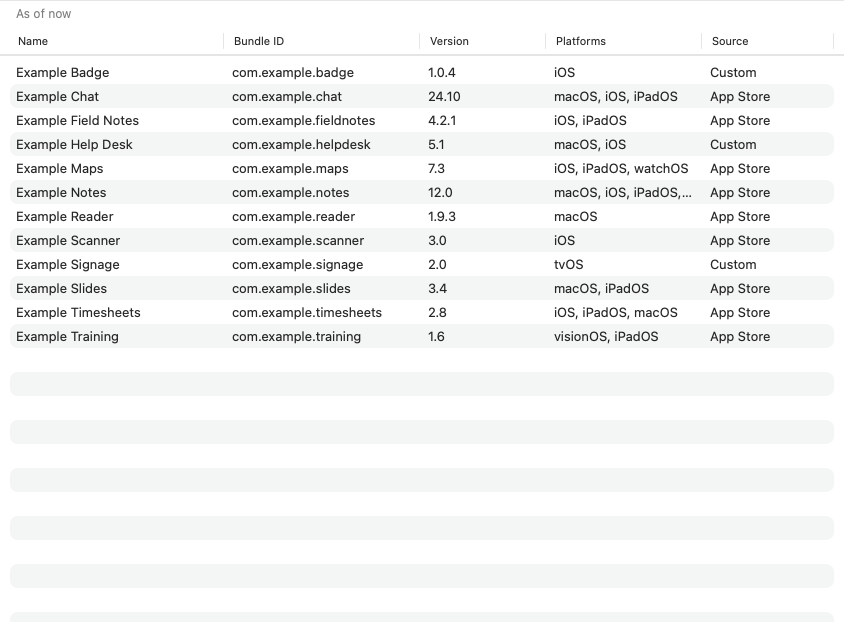 As of now
Name Bundle ID Version Platforms Source
Example Badge com.example.badge 1.0.4 iOS Custom
Example Chat com.example.chat 24.10 macOS, iOS, iPadOS App Store
Example Field Notes com.example.fieldnotes 4.2.1 iOS, iPadOS App Store
Example Help Desk com.example.helpdesk 5.1 macOS, iOS Custom
Example Maps com.example.maps 7.3 iOS, iPadOS, watchOS App Store
Example Notes com.example.notes 12.0 macOS, iOS, iPadOS,... App Store
Example Reader com.example.reader 1.9.3 macOS App Store
Example Scanner com.example.scanner 3.0 iOS App Store
Example Signage com.example.signage 2.0 tvOS Custom
Example Slides com.example.slides 3.4 macOS, iPadOS App Store
Example Timesheets com.example.timesheets 2.8 iOS, iPadOS, macOS App Store
Example Training com.example.training 1.6 visionOS, iPadOS App Store